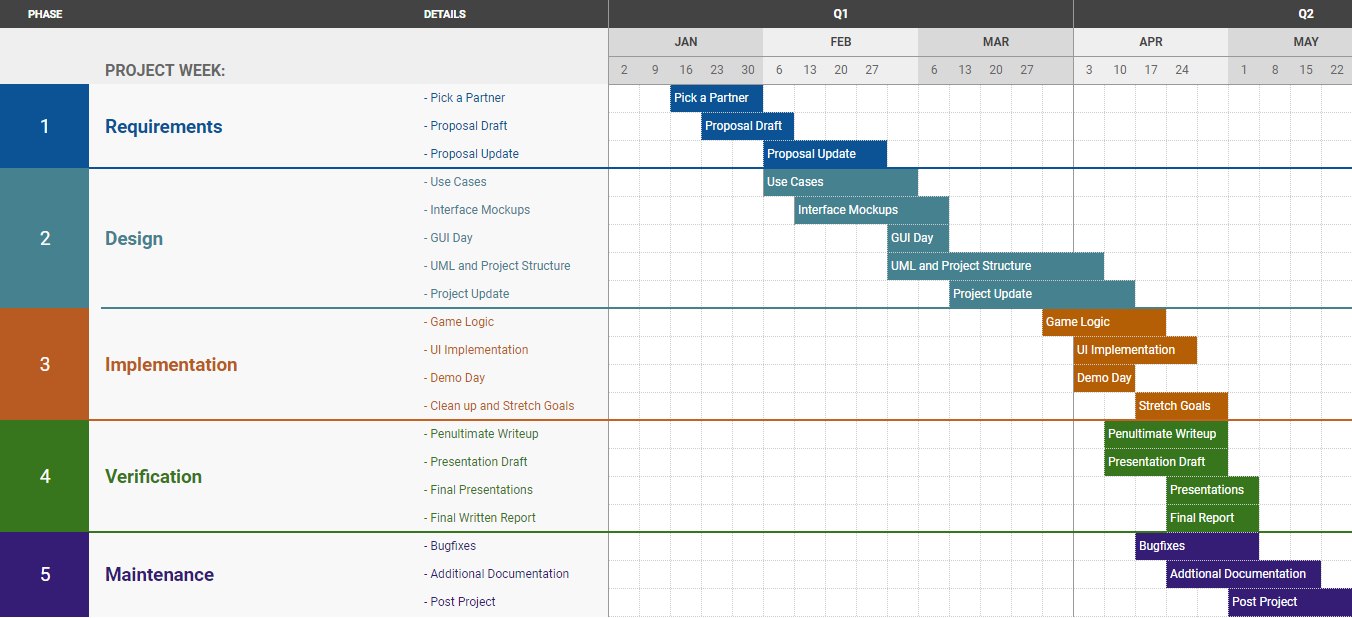 PHASE DETAILS Q1 Q2
JAN FEB MAR APR MAY
PROJECT WEEK: 2 9 16 23 30 6 13 20 27 6 13 20 27 3 10 17 24 1 8 15 22
- Pick a Partner Pick a Partner
1 Requirements - Proposal Draft Proposal Draft
- Proposal Update Proposal Update
- Use Cases Use Cases
- Interface Mockups Interface Mockups
2 Design - GUI Day GUI Day
- UML and Project Structure UML and Project Structure
- Project Update Project Update
- Game Logic Game Logic
- UI Implementation UI Implementation
3 Implementation
- Demo Day Demo Day
- Clean up and Stretch Goals Stretch Goals
- Penultimate Writeup Penultimate Writeup
- Presentation Draft Presentation Draft
4 Verification
- Final Presentations Presentations
- Final Written Report Final Report
- Bugfixes Bugfixes
5 Maintenance - Additional Documentation Addtional Documentation
- Post Project Post Project